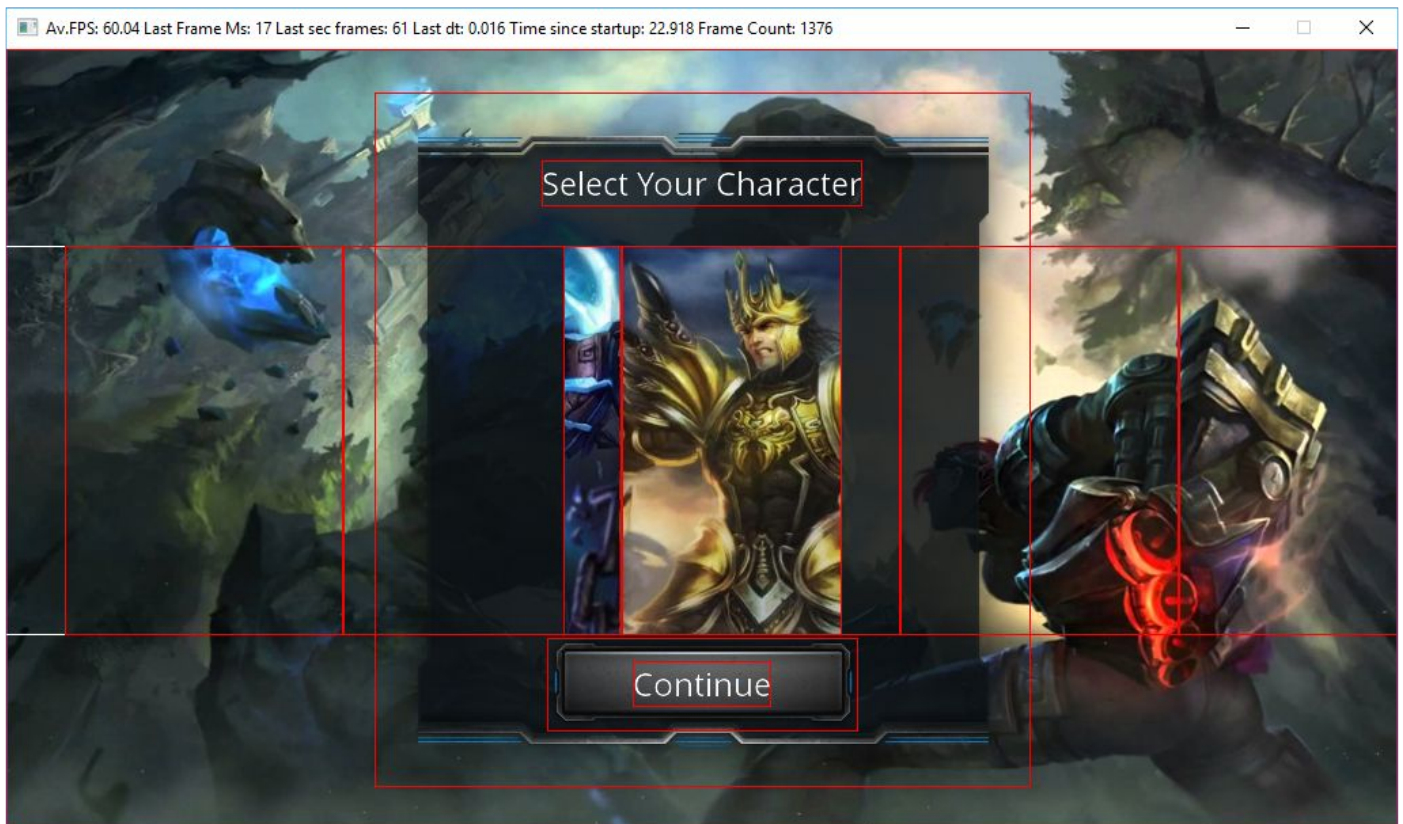 Av.FPS: 60.04 Last Frame Ms: 17 Last sec frames: 61 Last dt: 0.016 Time since startup: 22.918 Frame Count: 1376
Select Your Character
Continue